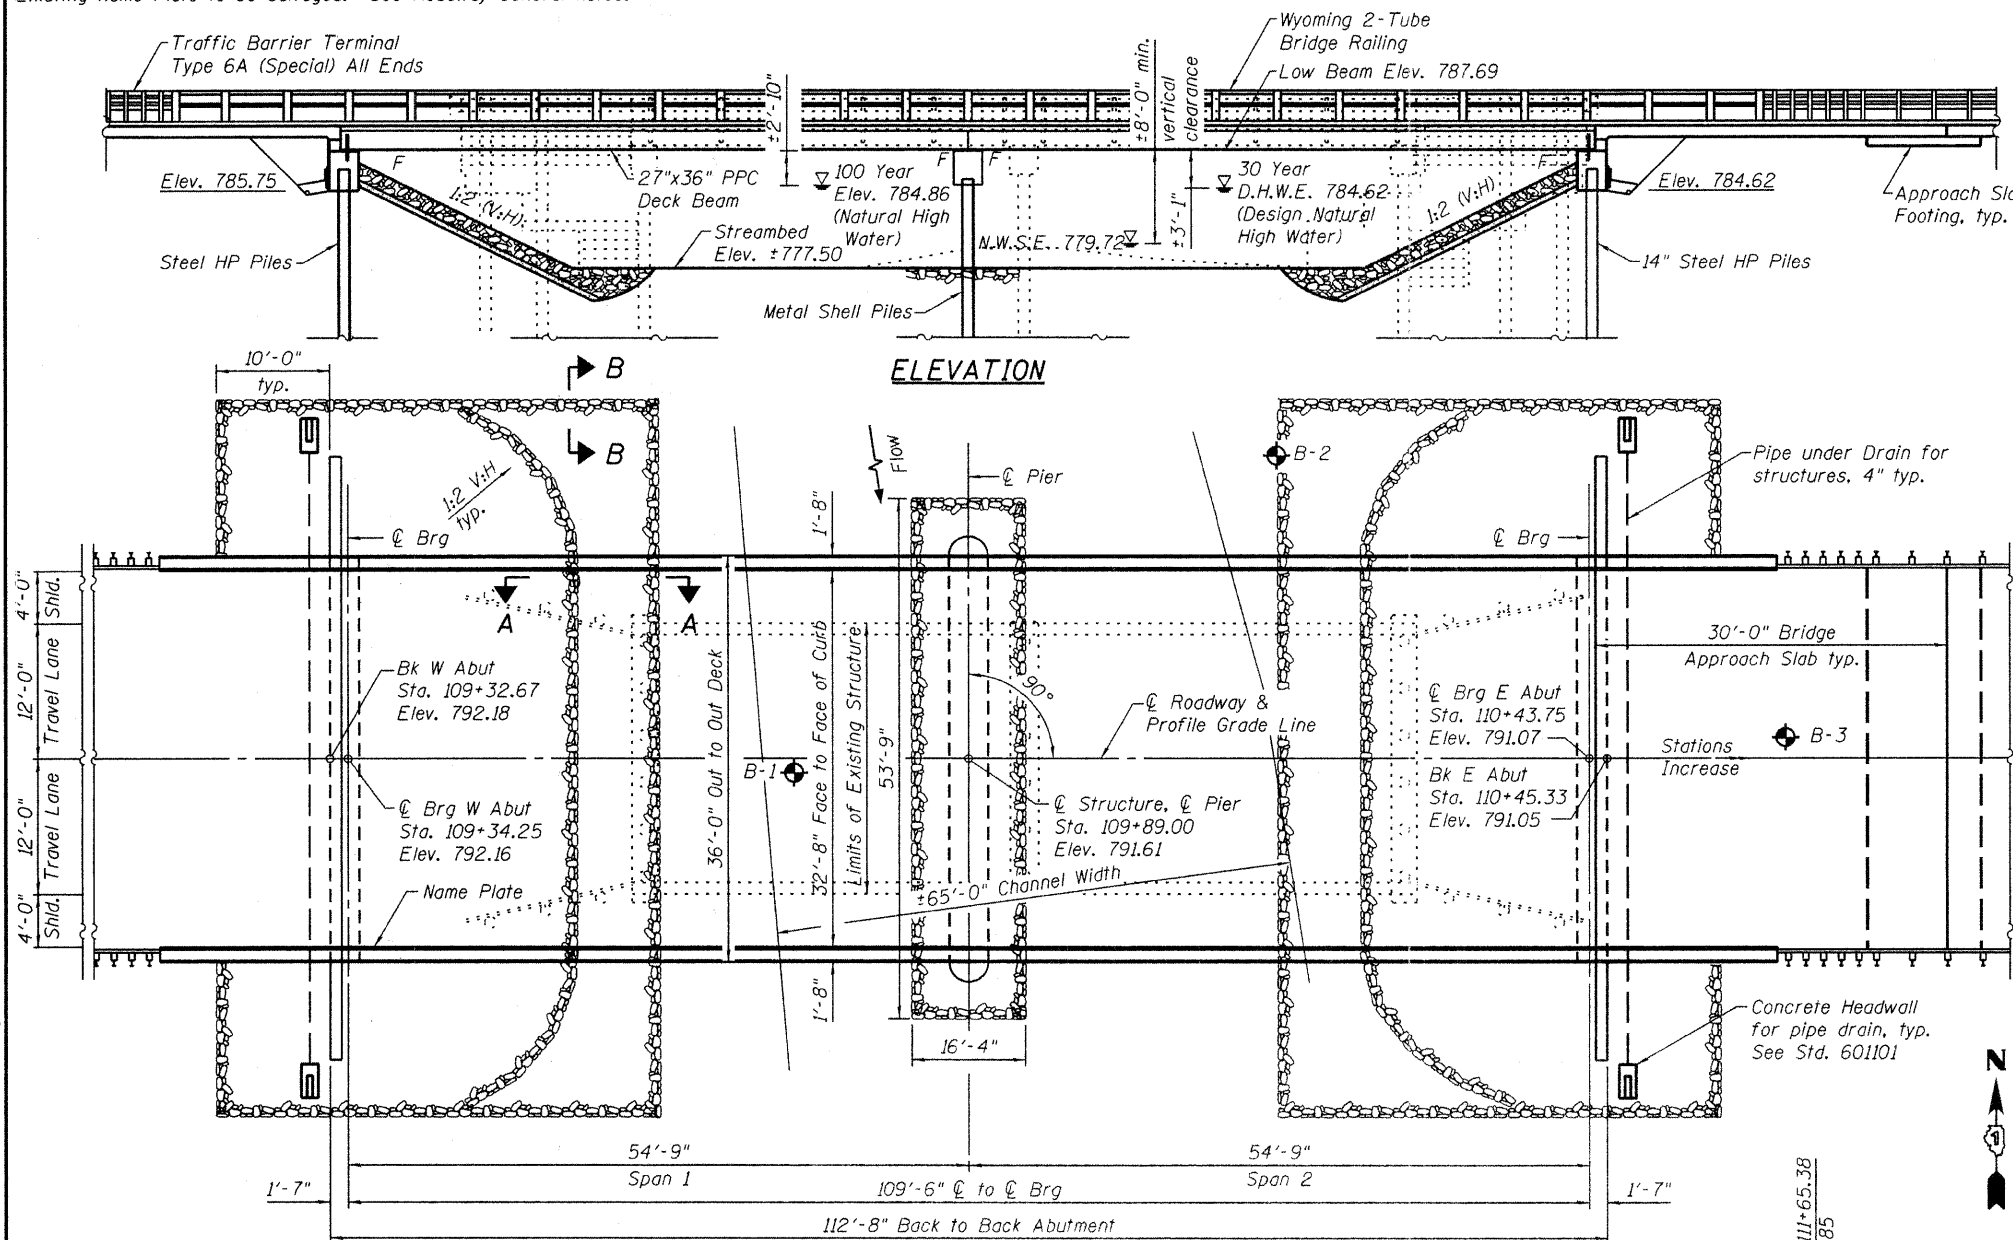 Traffic Barrier Terminal
Type 6A (Special) All Ends
Wyoming 2-Tube
Bridge Railing
Low Beam Elev. 787.69
±2'-10"
±8'-0" min.
vertical
clearance
Elev. 785.75
F
1:2 (V:H)
27"x36" PPC
Deck Beam
100 Year
Elev. 784.86
(Natural High
Water)
F F
30 Year
D.H.W.E. 784.62
(Design Natural
High Water)
±3'-1"
1:2 (V:H)
F
Elev. 784.62
Approach
Footing, typ.
Streambed
Elev. ±777.50
N.W.S.E. 779.72
Steel HP Piles
Metal Shell Piles
14" Steel HP Piles
ELEVATION
10'-0"
typ.
B
B
1:2 V:H
typ.
Flow
℄ Pier
B-2
Pipe under Drain for
structures, 4" typ.
℄ Brg
1'-8"
℄ Brg
4'-0"
Shld.
12'-0"
Travel Lane
12'-0"
Travel Lane
4'-0"
Shld.
A
A
Bk W Abut
Sta. 109+32.67
Elev. 792.18
℄ Brg W Abut
Sta. 109+34.25
Elev. 792.16
Name Plate
36'-0" Out to Out Deck
B-1
32'-8" Face to Face of Curb
Limits of Existing Structure
53'-9"
90°
℄ Roadway &
Profile Grade Line
℄ Structure, ℄ Pier
Sta. 109+89.00
Elev. 791.61
±65'-0" Channel Width
30'-0" Bridge
Approach Slab typ.
℄ Brg E Abut
Sta. 110+43.75
Elev. 791.07
Bk E Abut
Sta. 110+45.33
Elev. 791.05
Stations
Increase
B-3
1'-8"
16'-4"
Concrete Headwall
for pipe drain, typ.
See Std. 601101
N
1
54'-9"
Span 1
54'-9"
Span 2
1'-7"
109'-6" ℄ to ℄ Brg
1'-7"
112'-8" Back to Back Abutment
111+65.38
85